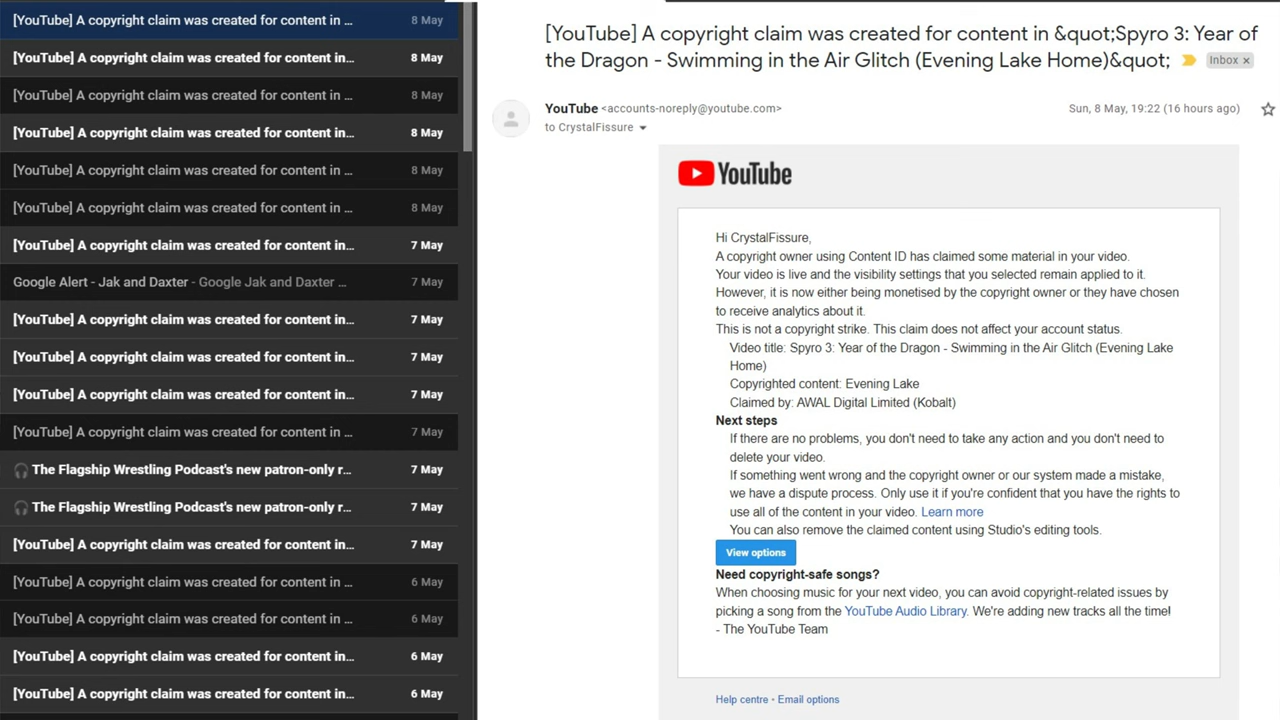 [YouTube] A copyright claim was created for content in ... 8 May
[YouTube] A copyright claim was created for content in... 8 May
[YouTube] A copyright claim was created for content in ... 8 May
[YouTube] A copyright claim was created for content in... 8 May
[YouTube] A copyright claim was created for content in ... 8 May
[YouTube] A copyright claim was created for content in ... 8 May
[YouTube] A copyright claim was created for content in... 7 May
Google Alert - Jak and Daxter - Google Jak and Daxter ... 7 May
[YouTube] A copyright claim was created for content in... 7 May
[YouTube] A copyright claim was created for content in... 7 May
[YouTube] A copyright claim was created for content in... 7 May
[YouTube] A copyright claim was created for content in ... 7 May
The Flagship Wrestling Podcast's new patron-only r... 7 May
The Flagship Wrestling Podcast's new patron-only r... 7 May
[YouTube] A copyright claim was created for content in... 7 May
[YouTube] A copyright claim was created for content in ... 6 May
[YouTube] A copyright claim was created for content in ... 6 May
[YouTube] A copyright claim was created for content in... 6 May
[YouTube] A copyright claim was created for content in... 6 May
[YouTube] A copyright claim was created for content in &quot;Spyro 3: Year of
the Dragon - Swimming in the Air Glitch (Evening Lake Home)&quot; Inbox ×
YouTube <accounts-noreply@youtube.com> Sun, 8 May, 19:22 (16 hours ago)
to CrystalFissure
YouTube
Hi CrystalFissure,
A copyright owner using Content ID has claimed some material in your video.
Your video is live and the visibility settings that you selected remain applied to it.
However, it is now either being monetised by the copyright owner or they have chosen
to receive analytics about it.
This is not a copyright strike. This claim does not affect your account status.
Video title: Spyro 3: Year of the Dragon - Swimming in the Air Glitch (Evening Lake
Home)
Copyrighted content: Evening Lake
Claimed by: AWAL Digital Limited (Kobalt)
Next steps
If there are no problems, you don't need to take any action and you don't need to
delete your video.
If something went wrong and the copyright owner or our system made a mistake,
we have a dispute process. Only use it if you're confident that you have the rights to
use all of the content in your video. Learn more
You can also remove the claimed content using Studio's editing tools.
View options
Need copyright-safe songs?
When choosing music for your next video, you can avoid copyright-related issues by
picking a song from the YouTube Audio Library. We're adding new tracks all the time!
- The YouTube Team
Help centre • Email options